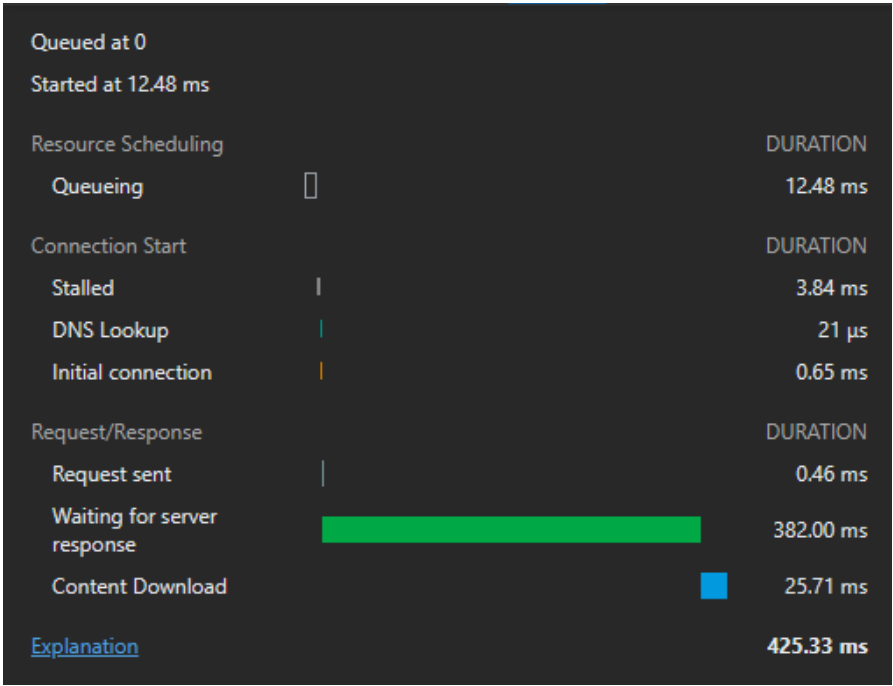 Queued at 0
Started at 12.48 ms
Resource Scheduling DURATION
Queueing 12.48 ms
Connection Start DURATION
Stalled 3.84 ms
DNS Lookup 21 μs
Initial connection 0.65 ms
Request/Response DURATION
Request sent 0.46 ms
Waiting for server
response 382.00 ms
Content Download 25.71 ms
Explanation 425.33 ms